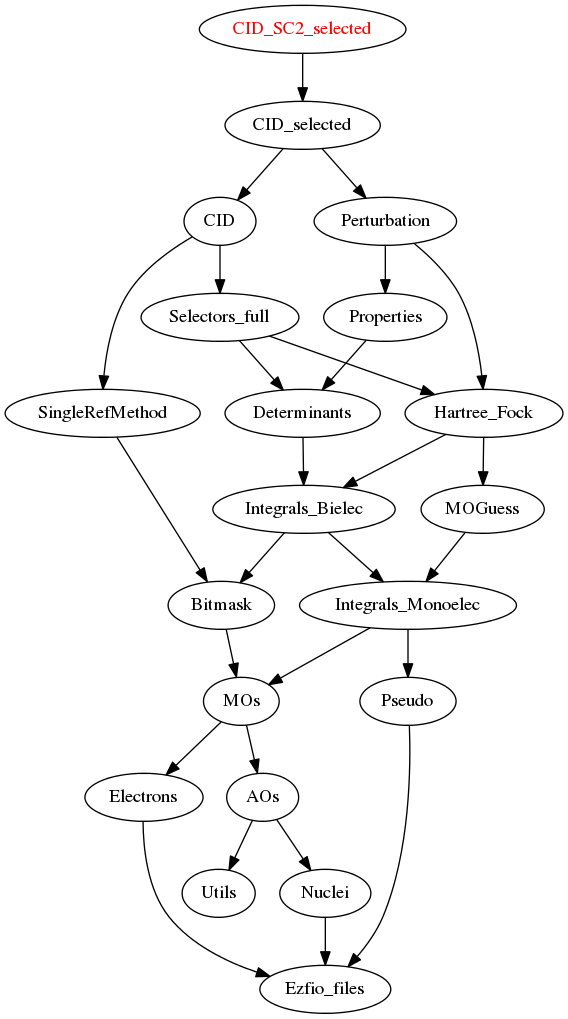 CID_SC2_selected
CID_selected
CID
Perturbation
Selectors_full
Properties
SingleRefMethod
Determinants
Hartree_Fock
Integrals_Bielec
MOGuess
Bitmask
Integrals_Monoelec
MOs
Pseudo
Electrons
AOs
Utils
Nuclei
Ezfio_files